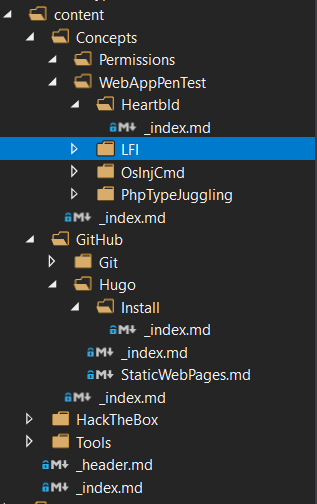 content
Concepts
Permissions
WebAppPenTest
Heartbld
M↓ _index.md
LFI
OsInjCmd
PhpTypeJuggling
M↓ _index.md
GitHub
Git
Hugo
Install
M↓ _index.md
M↓ _index.md
M↓ StaticWebPages.md
M↓ _index.md
HackTheBox
Tools
M↓ _header.md
M↓ _index.md